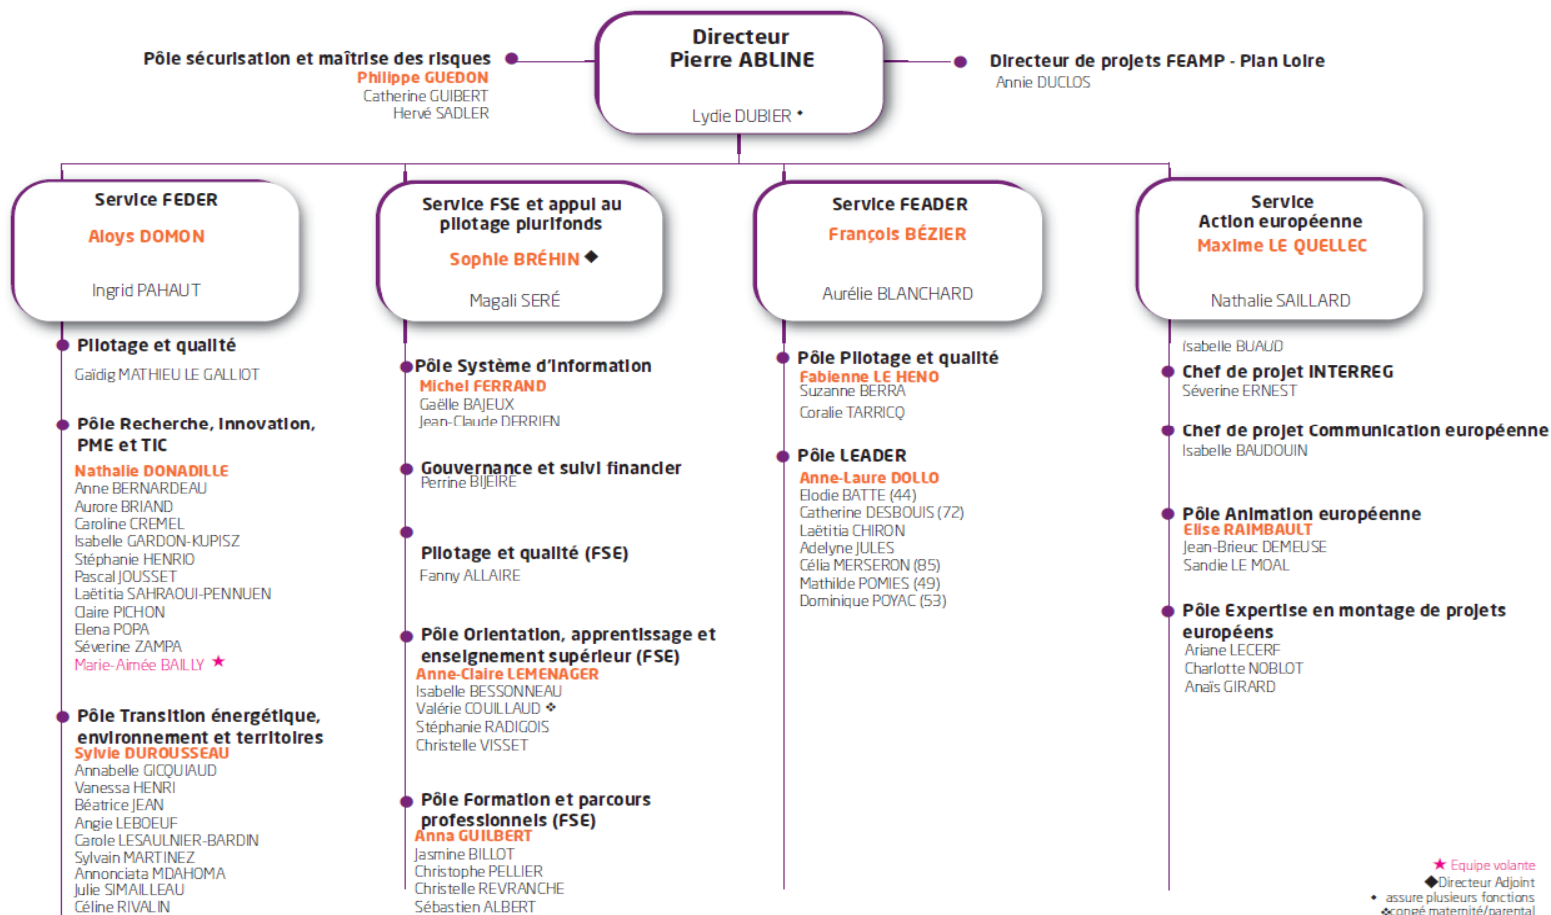 Directeur
Pierre ABLINE
Lydie DUBIER
Pôle sécurisation et maîtrise des risques
Philippe GUEDON
Catherine GUIBERT
Hervé SADLER
Directeur de projets FEAMP - Plan Loire
Annie DUCLOS
Service FEDER
Aloys DOMON
Ingrid PAHAUT
Pilotage et qualité
Gaïdig MATHIEU LE GALLIOT
Pôle Recherche, Innovation,
PME et TIC
Nathalie DONADILLE
Anne BERNARDEAU
Aurore BRIAND
Caroline CREMEL
Isabelle GARDON-KUPISZ
Stéphanie HENRIO
Pascal JOUSSET
Laëtitia SAHRAOUI-PENNUEN
Claire PICHON
Elena POPA
Séverine ZAMPA
Marie-Aimée BAILLY ★
Pôle Transition énergétique,
environnement et territoires
Sylvie DUROUSSEAU
Annabelle GICQUIAUD
Vanessa HENRI
Béatrice JEAN
Angie LEBOEUF
Carole LESAULNIER-BARDIN
Sylvain MARTINEZ
Annonciata MDAHOMA
Julie SIMAILLEAU
Céline RIVALIN
Service FSE et appui au
pilotage plurifonds
Sophie BRÉHIN ◆
Magali SERÉ
Pôle Système d'Information
Michel FERRAND
Gaëlle BAJEUX
Jean-Claude DERRIEN
Gouvernance et suivi financier
Perrine BIJEIRE
Pilotage et qualité (FSE)
Fanny ALLAIRE
Pôle Orientation, apprentissage et
enseignement supérieur (FSE)
Anne-Claire LEMENAGER
Isabelle BESSONNEAU
Valérie COUILLAUD ❖
Stéphanie RADIGOIS
Christelle VISSET
Pôle Formation et parcours
professionnels (FSE)
Anna GUILBERT
Jasmine BILLOT
Christophe PELLIER
Christelle REVRANCHE
Sébastien ALBERT
Service FEADER
François BÉZIER
Aurélie BLANCHARD
Pôle Pilotage et qualité
Fabienne LE HENO
Suzanne BERRA
Coralie TARRICQ
Pôle LEADER
Anne-Laure DOLLO
Elodie BATTE (44)
Catherine DESBOUIS (72)
Laëtitia CHIRON
Adelyne JULES
Célia MERSERON (85)
Mathilde POMIES (49)
Dominique POYAC (53)
Service
Action européenne
Maxime LE QUELLEC
Nathalie SAILLARD
Isabelle BUAUD
Chef de projet INTERREG
Séverine ERNEST
Chef de projet Communication européenne
Isabelle BAUDOUIN
Pôle Animation européenne
Elise RAIMBAULT
Jean-Brieuc DEMEUSE
Sandie LE MOAL
Pôle Expertise en montage de projets
européens
Ariane LECERF
Charlotte NOBLOT
Anaïs GIRARD
★ Equipe volante
◆Directeur Adjoint
assure plusieurs fonctions
❖congé maternité/parental